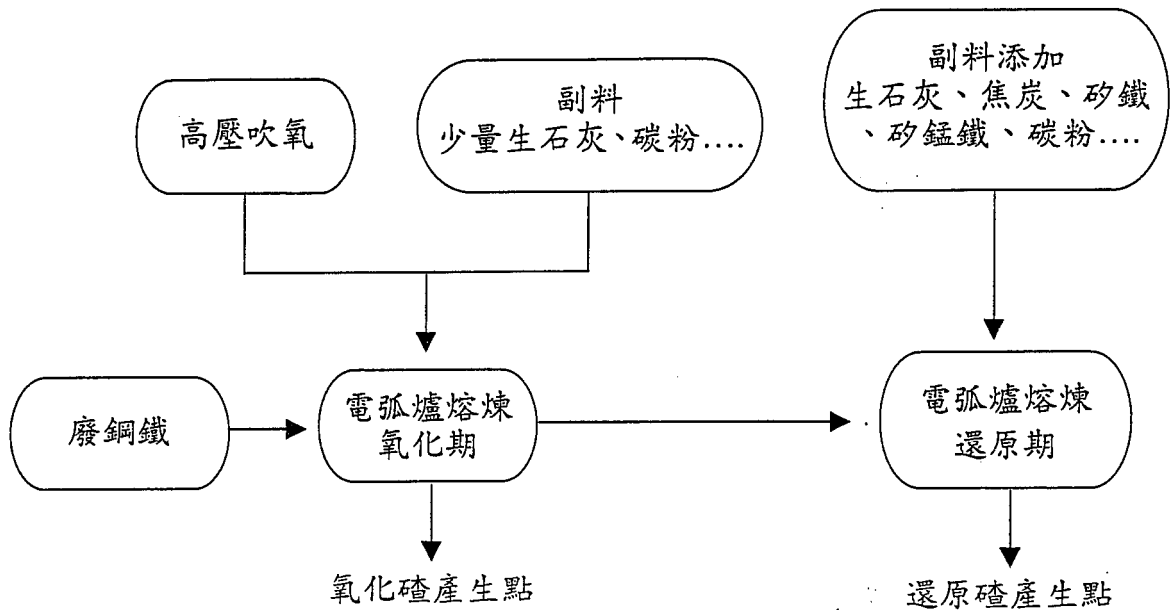 副料添加
生石灰、焦炭、矽鐵
、矽錳鐵、碳粉....
高壓吹氧
副料
少量生石灰、碳粉....
廢鋼鐵
電弧爐熔煉
氧化期
電弧爐熔煉
還原期
氧化碴產生點
還原碴產生點